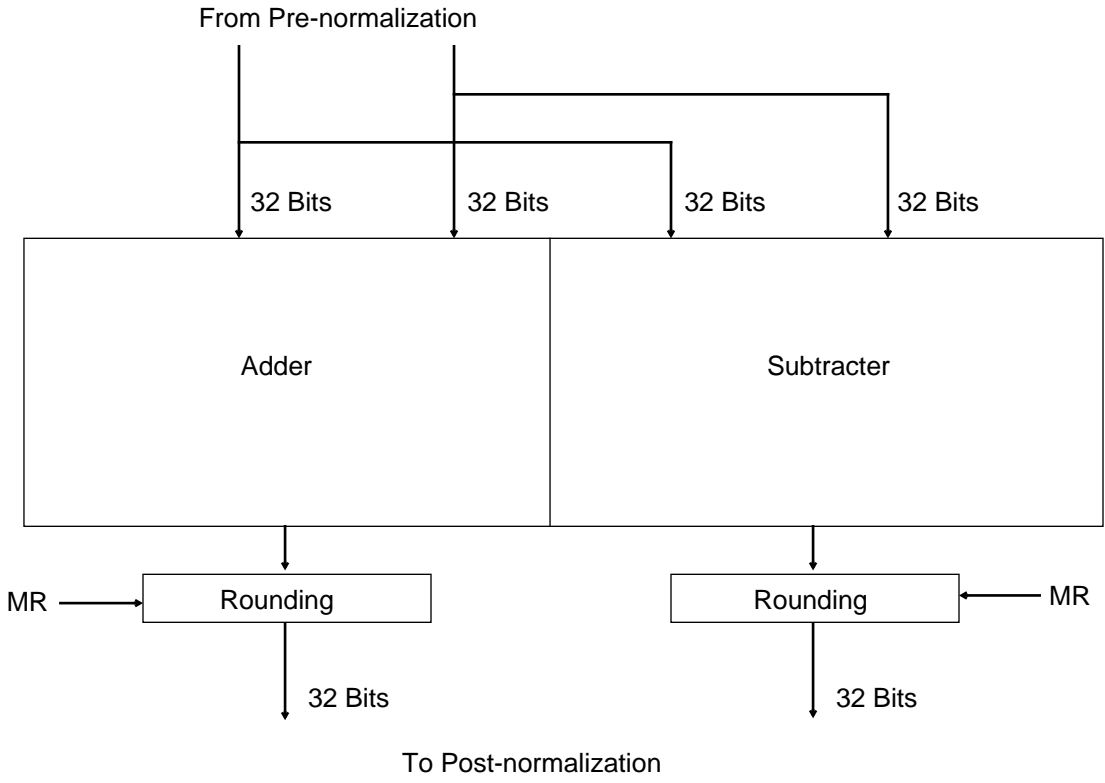 From Pre-normalization
32 Bits
32 Bits
32 Bits
32 Bits
Adder
Subtracter
MR
Rounding
Rounding
MR
32 Bits
32 Bits
To Post-normalization